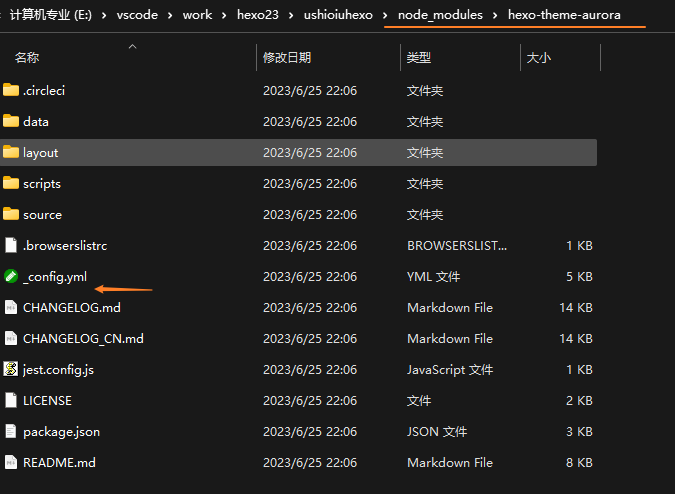 计算机专业 (E:) > vscode > work > hexo23 > ushioiuhexo > node_modules > hexo-theme-aurora
名称 修改日期 类型 大小
.circleci 2023/6/25 22:06 文件夹
data 2023/6/25 22:06 文件夹
layout 2023/6/25 22:06 文件夹
scripts 2023/6/25 22:06 文件夹
source 2023/6/25 22:06 文件夹
.browserslistrc 2023/6/25 22:06 BROWSERSLIST... 1 KB
_config.yml 2023/6/25 22:06 YML 文件 5 KB
CHANGELOG.md 2023/6/25 22:06 Markdown File 14 KB
CHANGELOG_CN.md 2023/6/25 22:06 Markdown File 14 KB
jest.config.js 2023/6/25 22:06 JavaScript 文件 1 KB
LICENSE 2023/6/25 22:06 文件 2 KB
package.json 2023/6/25 22:06 JSON 文件 3 KB
README.md 2023/6/25 22:06 Markdown File 8 KB